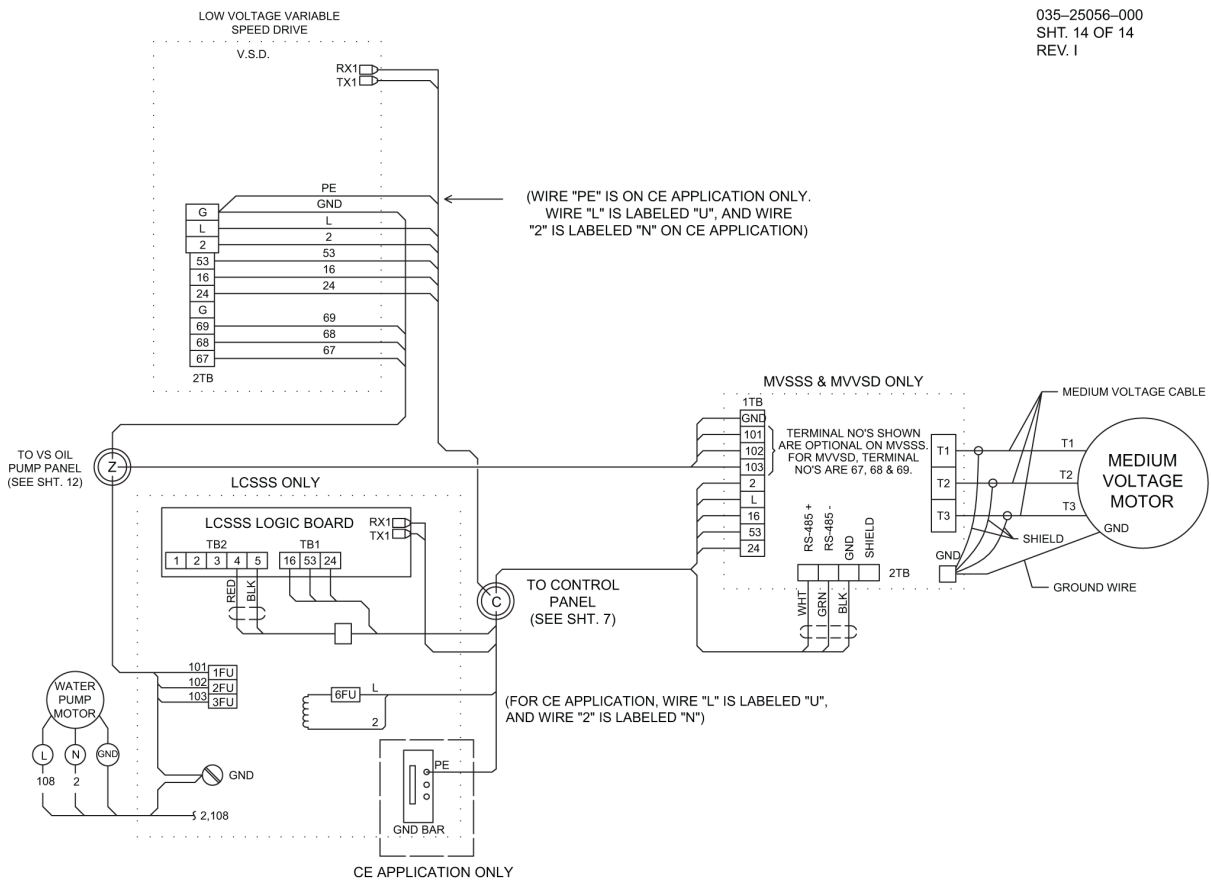 035–25056–000
SHT. 14 OF 14
REV. I
LOW VOLTAGE VARIABLE
SPEED DRIVE
V.S.D.
RX1
TX1
PE
GND
L
2
53
16
24
69
68
67
G
L
2
53
16
24
G
69
68
67
2TB
(WIRE "PE" IS ON CE APPLICATION ONLY.
WIRE "L" IS LABELED "U", AND WIRE
"2" IS LABELED "N" ON CE APPLICATION)
TO VS OIL
PUMP PANEL
(SEE SHT. 12)
Z
LCSSS ONLY
LCSSS LOGIC BOARD
RX1
TX1
TB2
TB1
1 2 3 4 5
16 53 24
RED
BLK
C
TO CONTROL
PANEL
(SEE SHT. 7)
MVSSS & MVVSD ONLY
1TB
GND
101
102
103
2
L
16
53
24
TERMINAL NO'S SHOWN
ARE OPTIONAL ON MVSSS.
FOR MVVSD, TERMINAL
NO'S ARE 67, 68 & 69.
RS-485 +
RS-485 -
GND
SHIELD
2TB
WHT
GRN
BLK
T1
T2
T3
GND
MEDIUM VOLTAGE CABLE
T1
T2
T3
MEDIUM
VOLTAGE
MOTOR
GND
SHIELD
GROUND WIRE
101
102
103
1FU
2FU
3FU
WATER
PUMP
MOTOR
L
N
GND
108
2
GND
2,108
6FU
L
2
(FOR CE APPLICATION, WIRE "L" IS LABELED "U",
AND WIRE "2" IS LABELED "N")
PE
GND BAR
CE APPLICATION ONLY